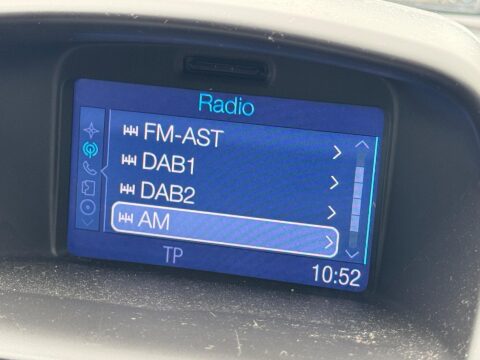 Radio
FM-AST
DAB1
DAB2
AM
TP
10:52